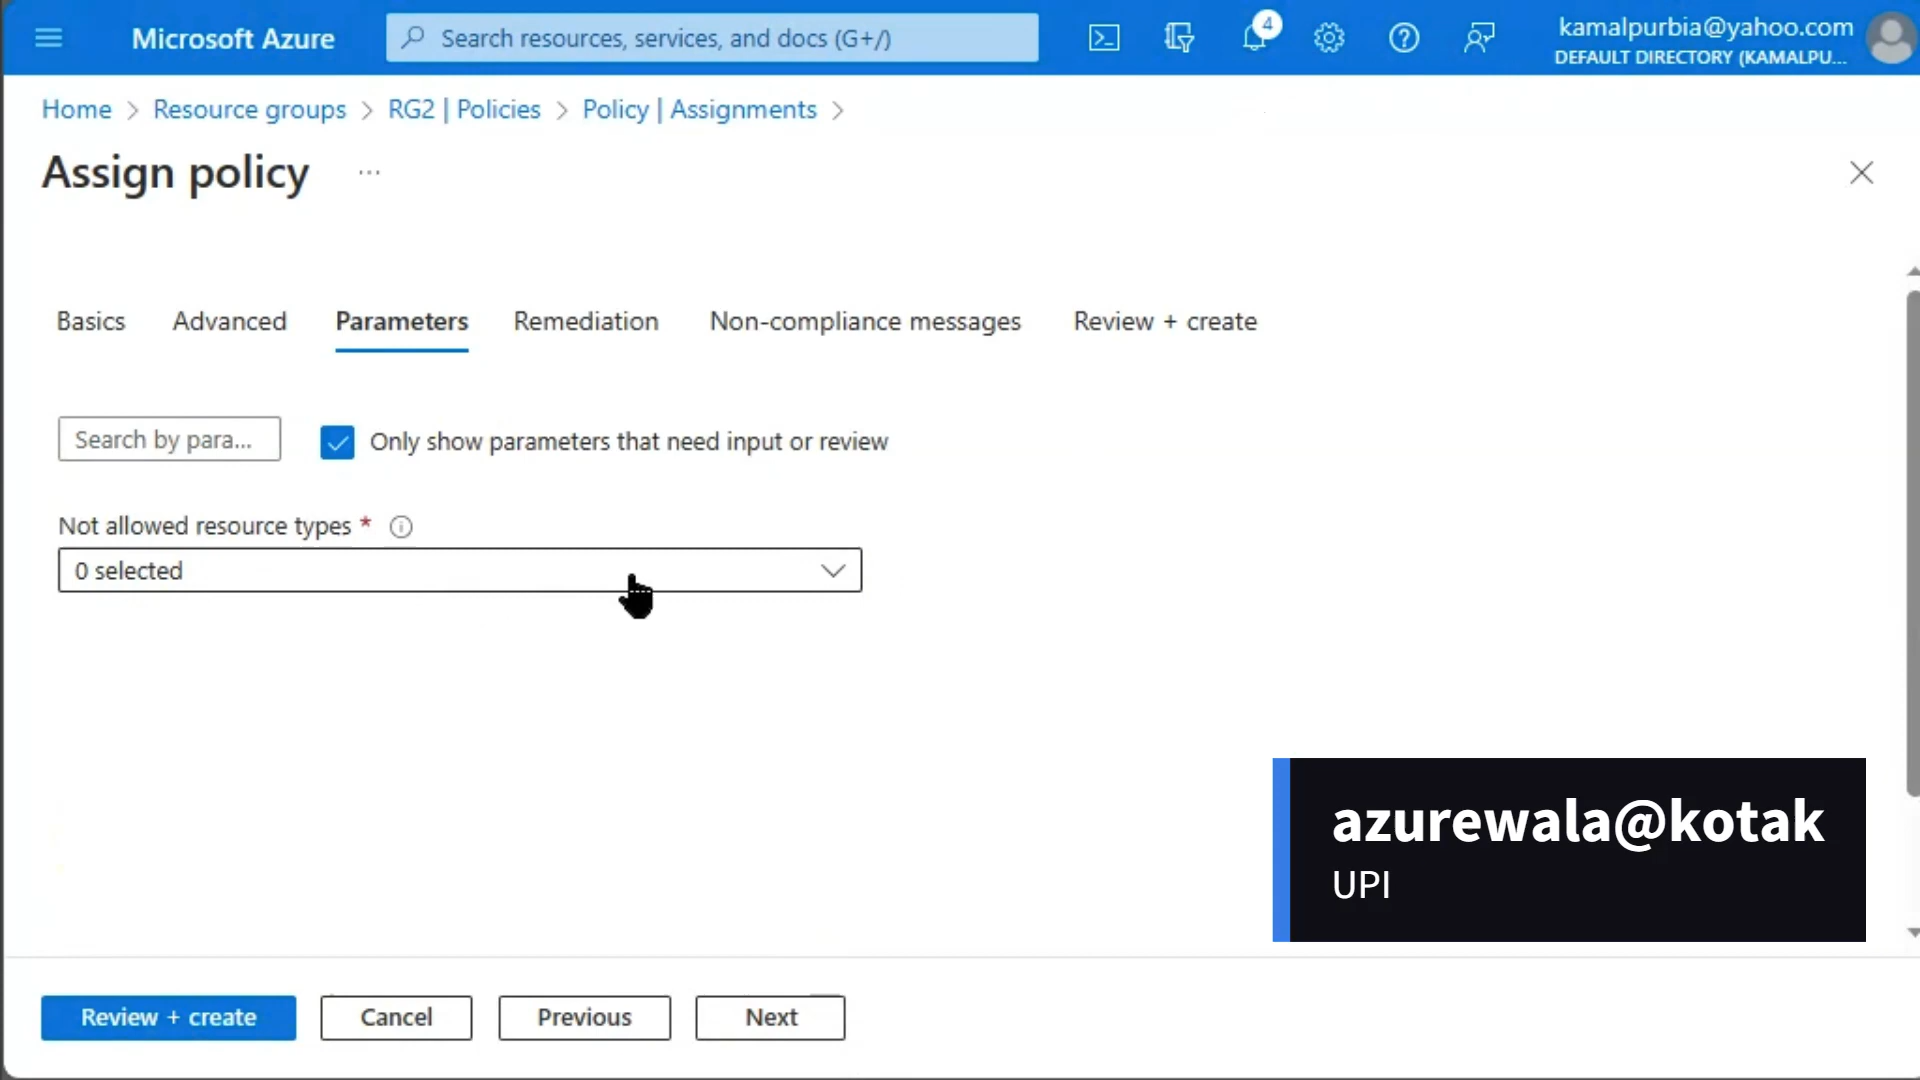 Microsoft Azure
Search resources, services, and docs (G+/)
4
kamalpurbia@yahoo.com
DEFAULT DIRECTORY (KAMALPU...
Home > Resource groups > RG2 | Policies > Policy | Assignments >
Assign policy ...
Basics Advanced Parameters Remediation Non-compliance messages Review + create
Search by para... Only show parameters that need input or review
Not allowed resource types *
0 selected
azurewala@kotak
UPI
Review + create Cancel Previous Next